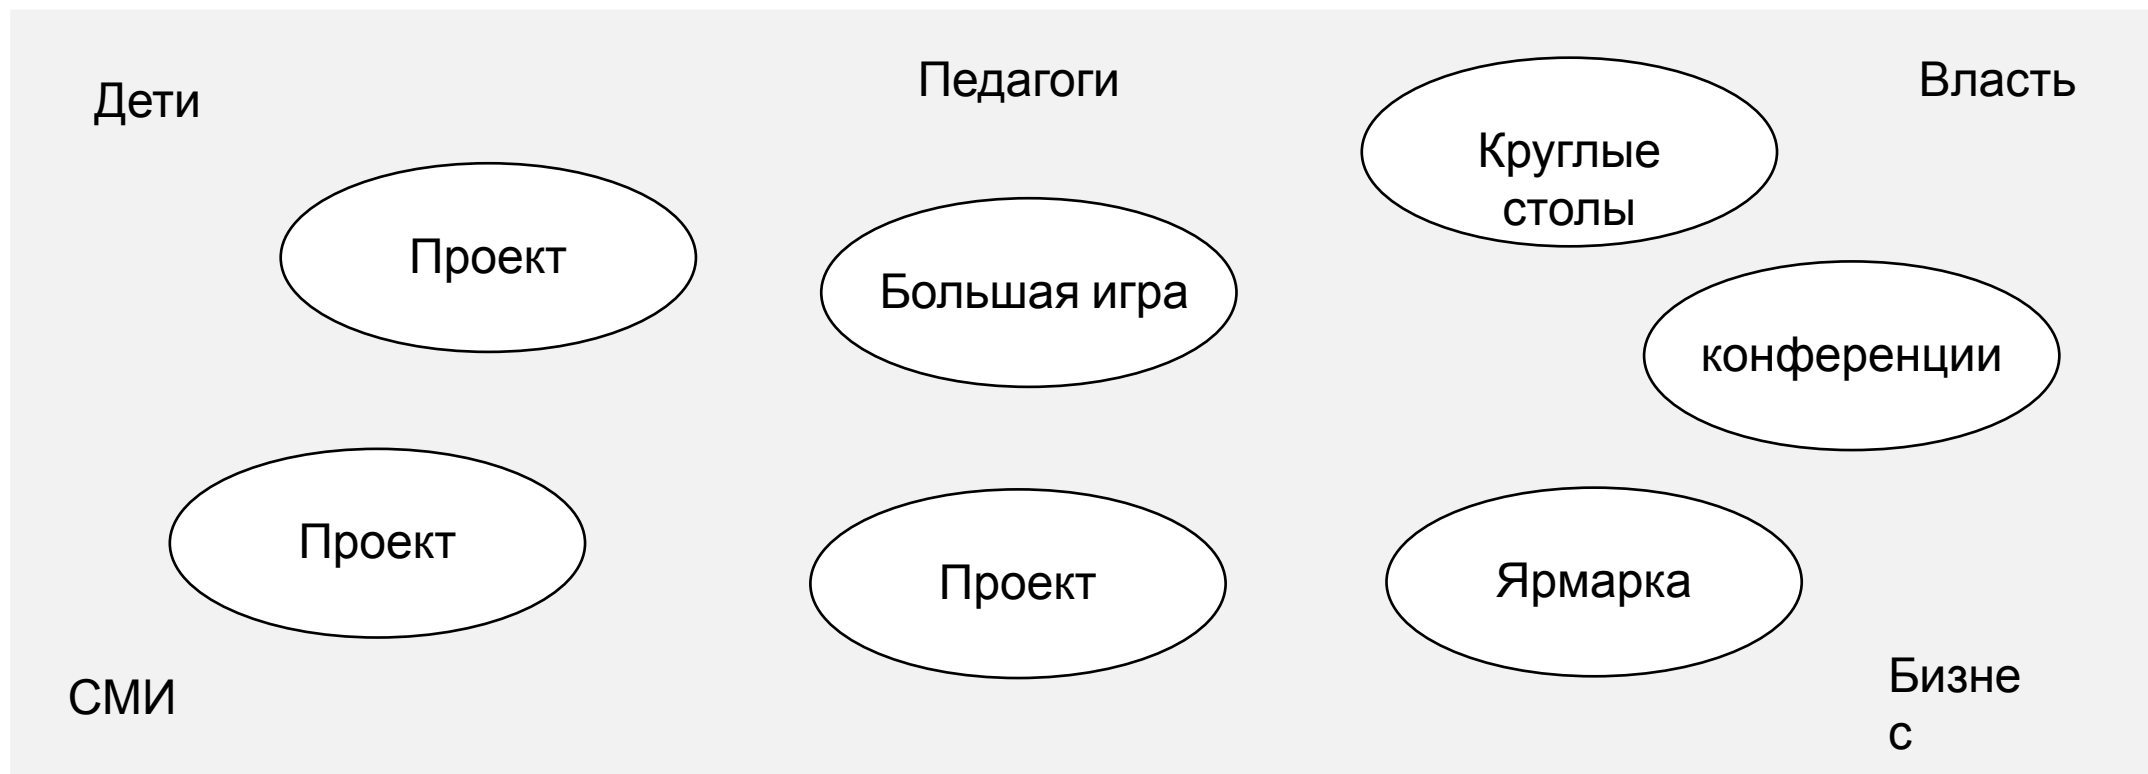 Дети
Педагоги
Власть
Круглые
столы
Проект
Большая игра
конференции
Проект
Проект
Ярмарка
СМИ
Бизне
с